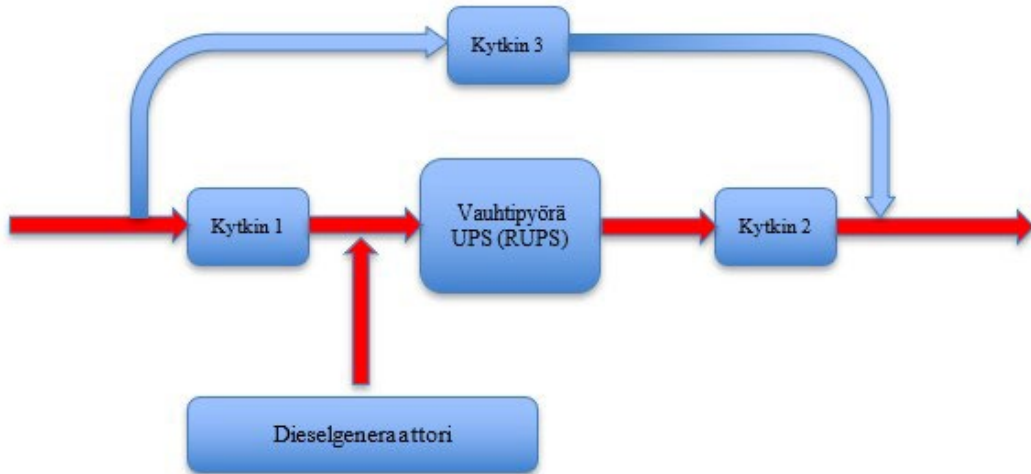 Kytkin 3
Kytkin 1
Vauhtipyörä
UPS (RUPS)
Kytkin 2
Dieselgeneraattori